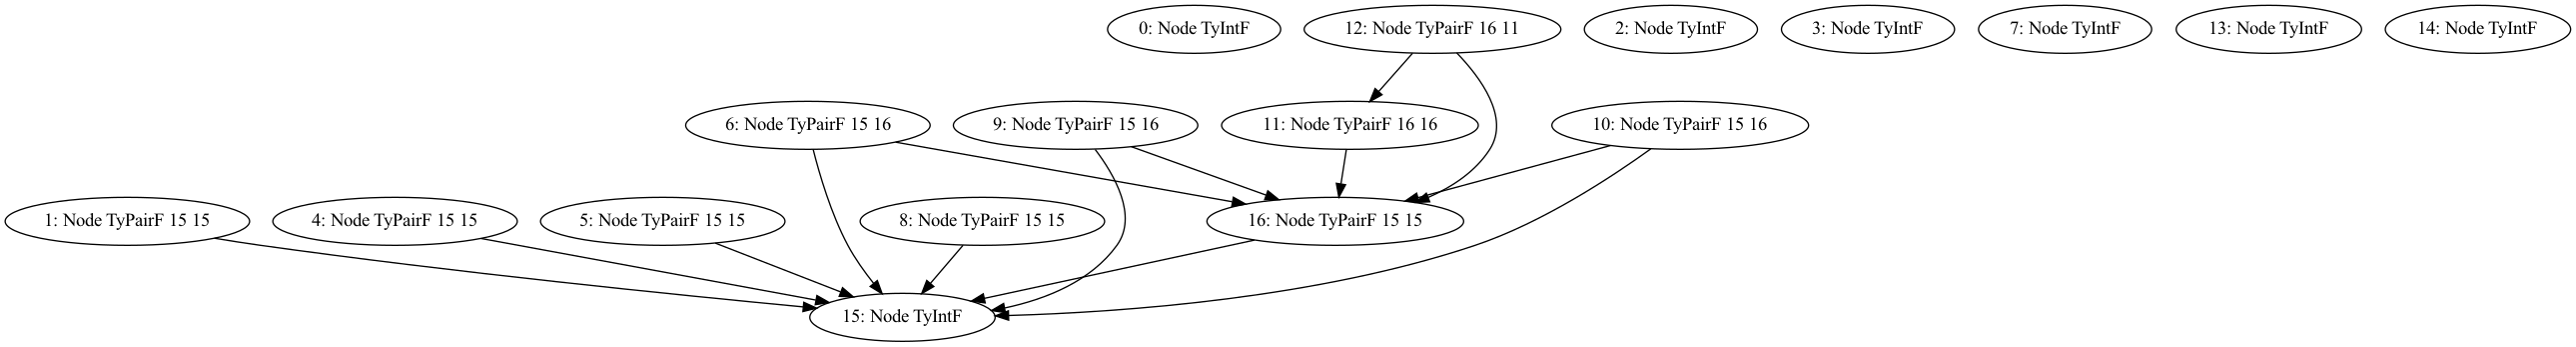 0: Node TyIntF
12: Node TyPairF 16 11
2: Node TyIntF
3: Node TyIntF
7: Node TyIntF
13: Node TyIntF
14: Node TyIntF
6: Node TyPairF 15 16
9: Node TyPairF 15 16
11: Node TyPairF 16 16
10: Node TyPairF 15 16
1: Node TyPairF 15 15
4: Node TyPairF 15 15
5: Node TyPairF 15 15
8: Node TyPairF 15 15
16: Node TyPairF 15 15
15: Node TyIntF